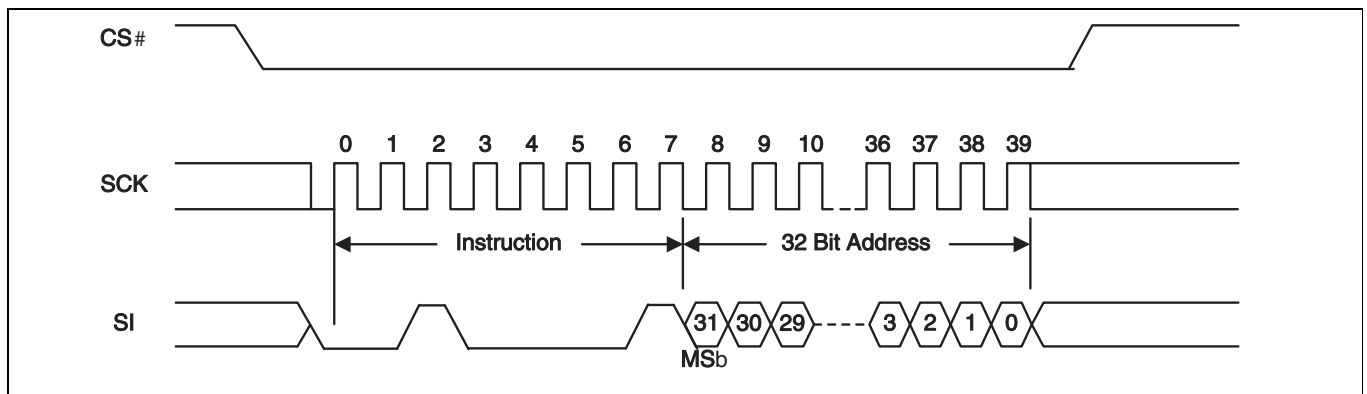 CS#
0 1 2 3 4 5 6 7 8 9 10 36 37 38 39
SCK
Instruction 32 Bit Address
SI 31 30 29 3 2 1 0
MSb